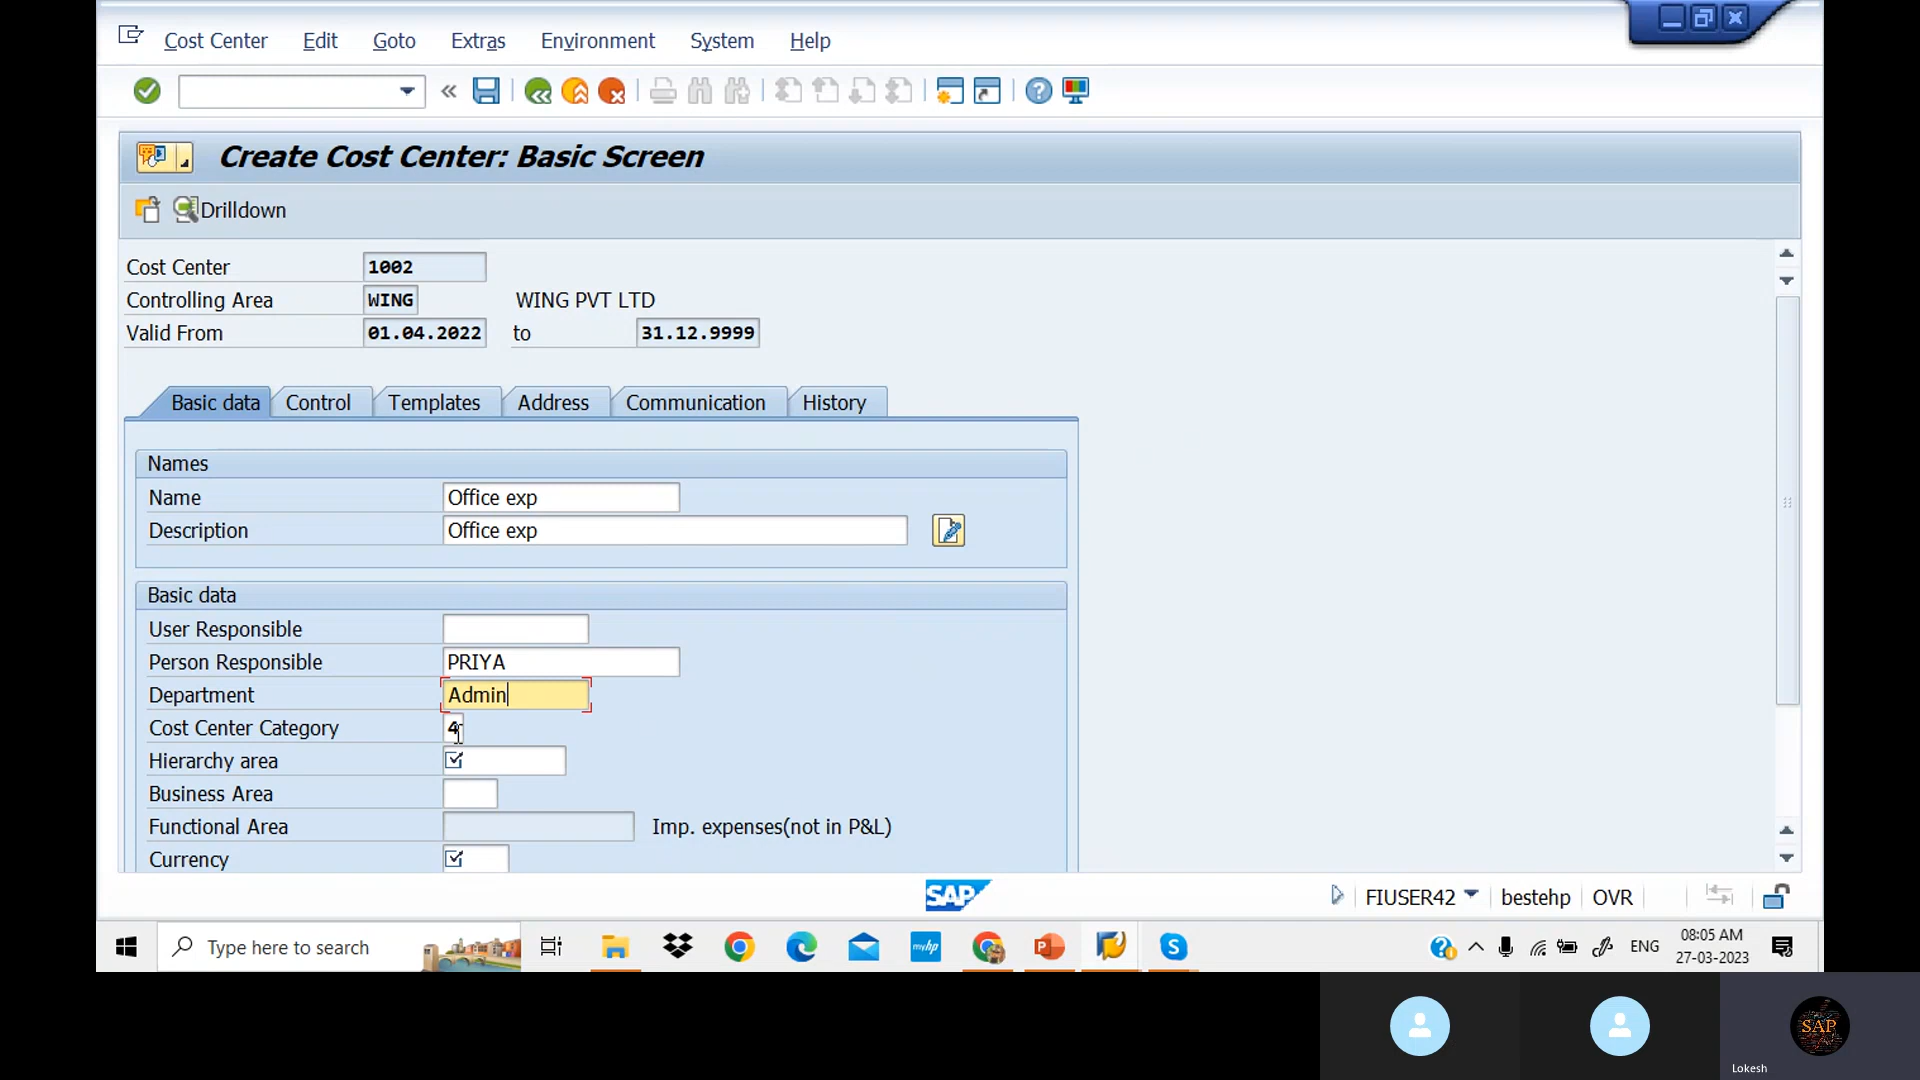 Cost Center Edit Goto Extras Environment System Help
Create Cost Center: Basic Screen
Drilldown
Cost Center 1002
Controlling Area WING WING PVT LTD
Valid From 01.04.2022 to 31.12.9999
Basic data Control Templates Address Communication History
Names
Name Office exp
Description Office exp
Basic data
User Responsible
Person Responsible PRIYA
Department Admin
Cost Center Category 4
Hierarchy area
Business Area
Functional Area Imp. expenses(not in P&L)
Currency
SAP FIUSER42 bestehp OVR
Type here to search myhp ENG 08:05 AM
27-03-2023
SAP
Lokesh